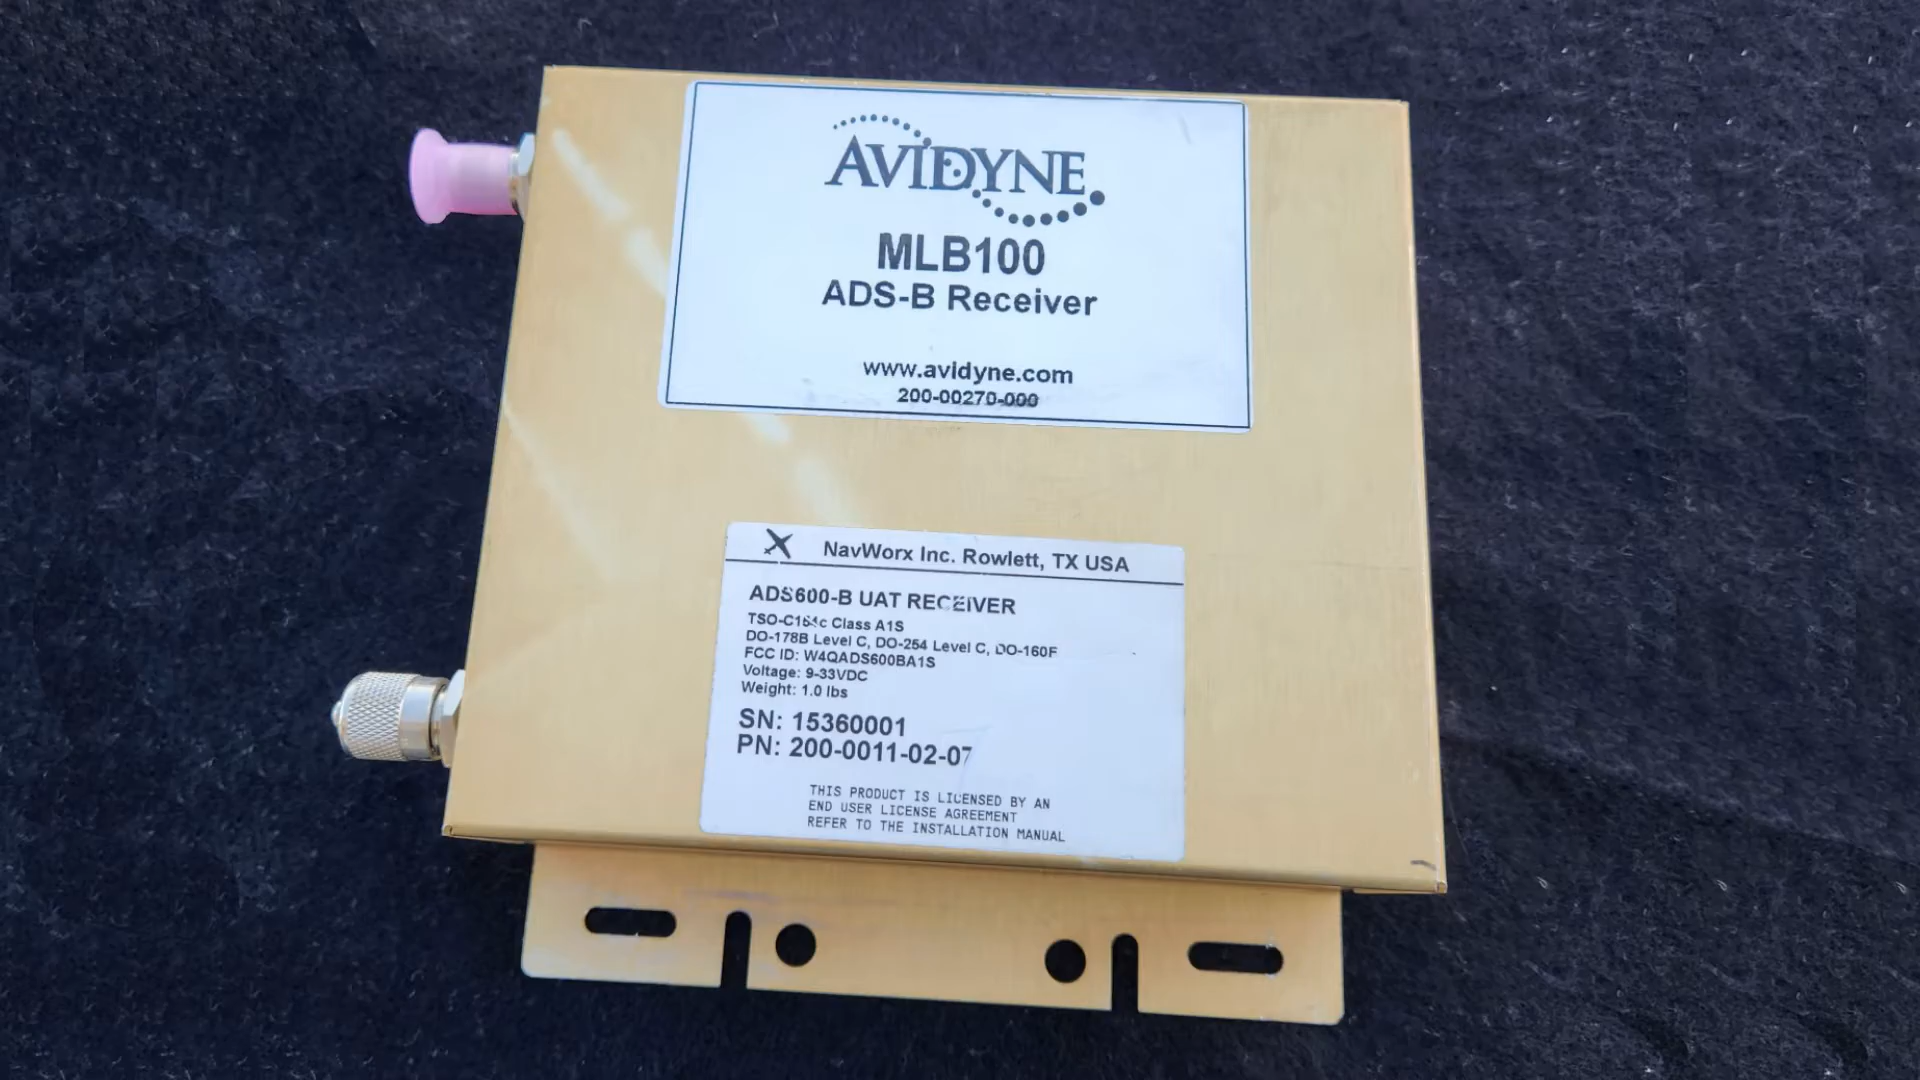 AVIDYNE
MLB100
ADS-B Receiver
www.avidyne.com
200-00270-000
NavWorx Inc. Rowlett, TX USA
ADS600-B UAT RECEIVER
Class A1S
DO-178B Level C, DO-254 Level C, DO-160F
FCC ID: W4QADS600BA1S
Voltage: 9-33VDC
Weight: 1.0 lbs
SN: 15360001
PN: 200-0011-02-07
THIS PRODUCT IS LICENSED BY AN
END USER LICENSE AGREEMENT
REFER TO THE INSTALLATION MANUAL